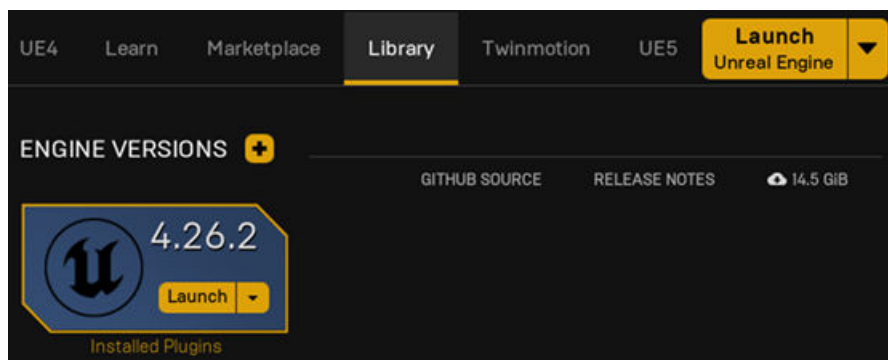 UE4 Learn Marketplace Library Twinmotion UE5 Launch
Unreal Engine
ENGINE VERSIONS
GITHUB SOURCE RELEASE NOTES 14.5 GiB
4.26.2
Launch
Installed Plugins